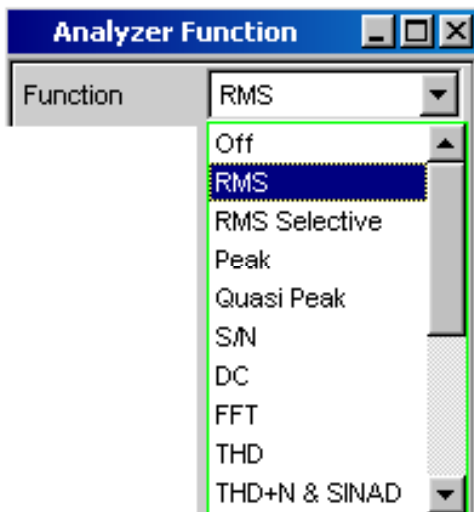 Analyzer Function
Function RMS
Off
RMS
RMS Selective
Peak
Quasi Peak
S/N
DC
FFT
THD
THD+N & SINAD